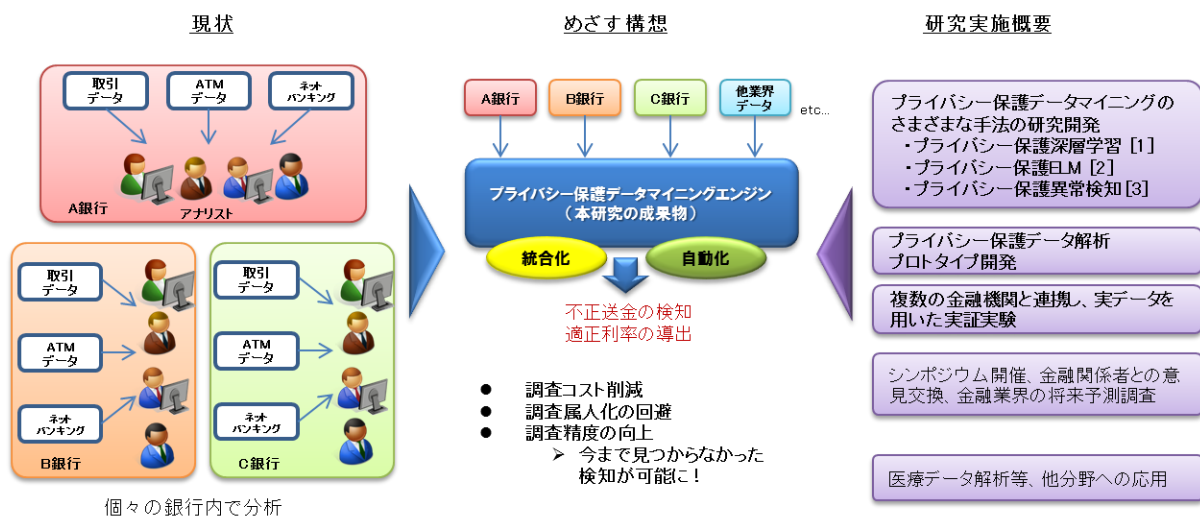 現状
取引
データ
ATM
データ
ネット
バンキング
A銀行
アナリスト
取引
データ
ATM
データ
ネット
バンキング
B銀行
取引
データ
ATM
データ
ネット
バンキング
C銀行
個々の銀行内で分析
めざす構想
A銀行
B銀行
C銀行
他業界
データ
etc...
プライバシー保護データマイニングエンジン
(本研究の成果物)
統合化
自動化
不正送金の検知
適正利率の導出
● 調査コスト削減
● 調査属人化の回避
● 調査精度の向上
➢ 今まで見つからなかった
検知が可能に！
研究実施概要
プライバシー保護データマイニングの
さまざまな手法の研究開発
・プライバシー保護深層学習 [1]
・プライバシー保護ELM [2]
・プライバシー保護異常検知[3]
プライバシー保護データ解析
プロトタイプ開発
複数の金融機関と連携し、実データを
用いた実証実験
シンポジウム開催、金融関係者との意
見交換、金融業界の将来予測調査
医療データ解析等、他分野への応用